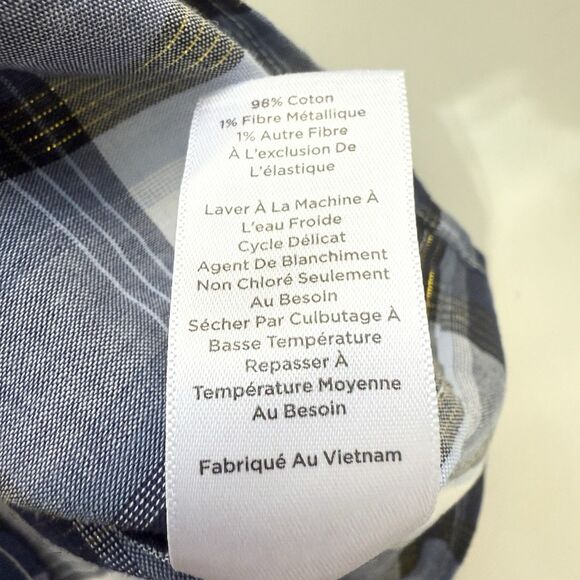 98% Coton
1% Fibre Métallique
1% Autre Fibre
À L'exclusion De
L'élastique
Laver À La Machine À
L'eau Froide
Cycle Délicat
Agent De Blanchiment
Non Chloré Seulement
Au Besoin
Sécher Par Culbutage À
Basse Température
Repasser À
Température Moyenne
Au Besoin
Fabriqué Au Vietnam